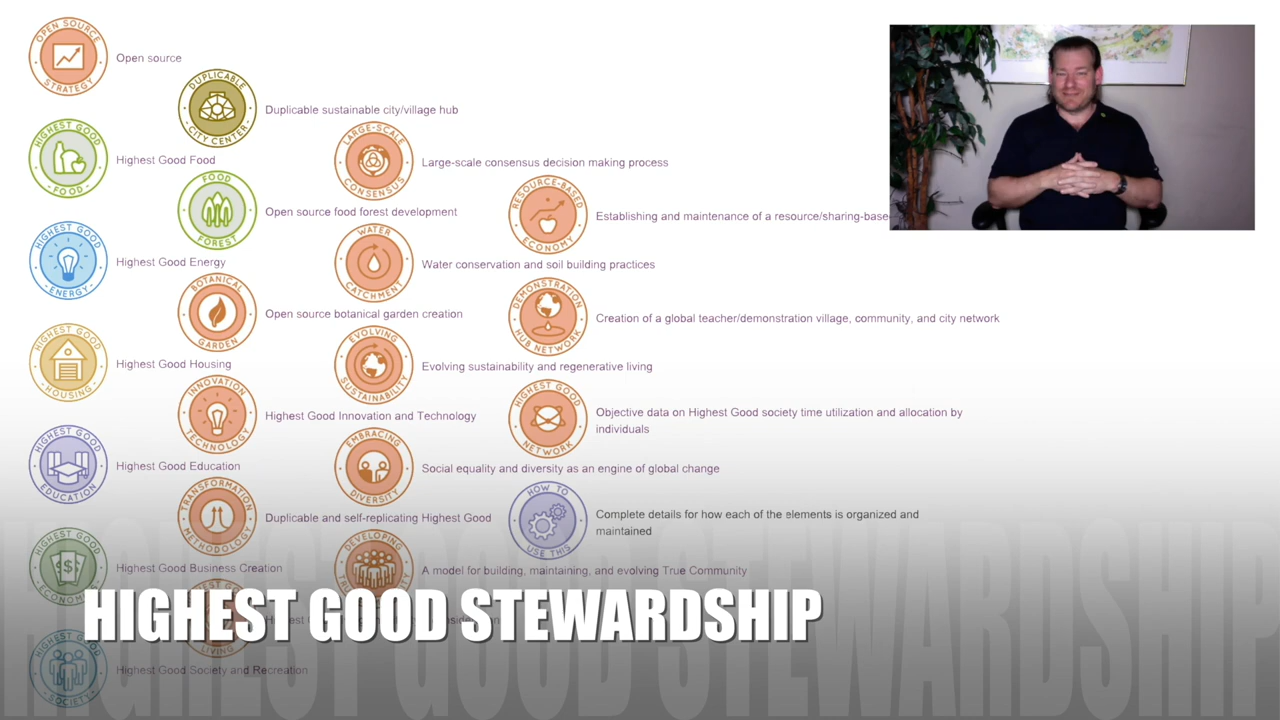 OPEN SOURCE
STRATEGY
Open source
DUPLICABLE
CITY CENTER
Duplicable sustainable city/village hub
HIGHEST GOOD
FOOD
Highest Good Food
LARGE-SCALE
CONSENSUS
Large-scale consensus decision making process
FOOD
FOREST
Open source food forest development
RESOURCE-BASED
ECONOMY
Establishing and maintenance of a resource/sharing-base
HIGHEST GOOD
ENERGY
Highest Good Energy
WATER
CATCHMENT
Water conservation and soil building practices
BOTANICAL
GARDEN
Open source botanical garden creation
DEMONSTRATION
HUB NETWORK
Creation of a global teacher/demonstration village, community, and city network
HIGHEST GOOD
HOUSING
Highest Good Housing
EVOLVING
SUSTAINABILITY
Evolving sustainability and regenerative living
INNOVATION
TECHNOLOGY
Highest Good Innovation and Technology
HIGHEST GOOD
NETWORK
Objective data on Highest Good society time utilization and allocation by
individuals
HIGHEST GOOD
EDUCATION
Highest Good Education
EMBRACING
DIVERSITY
Social equality and diversity as an engine of global change
TRANSFORMATION
METHODOLOGY
Duplicable and self-replicating Highest Good
HOW TO
USE THIS
Complete details for how each of the elements is organized and
maintained
HIGHEST GOOD
Highest Good Business Creation
DEVELOPING
A model for building, maintaining, and evolving True Community
HIGHEST GOOD STEWARDSHIP
LIVING
HIGHEST GOOD
SOCIETY
Highest Good Society and Recreation
HIGHEST GOOD STEWARDSHIP